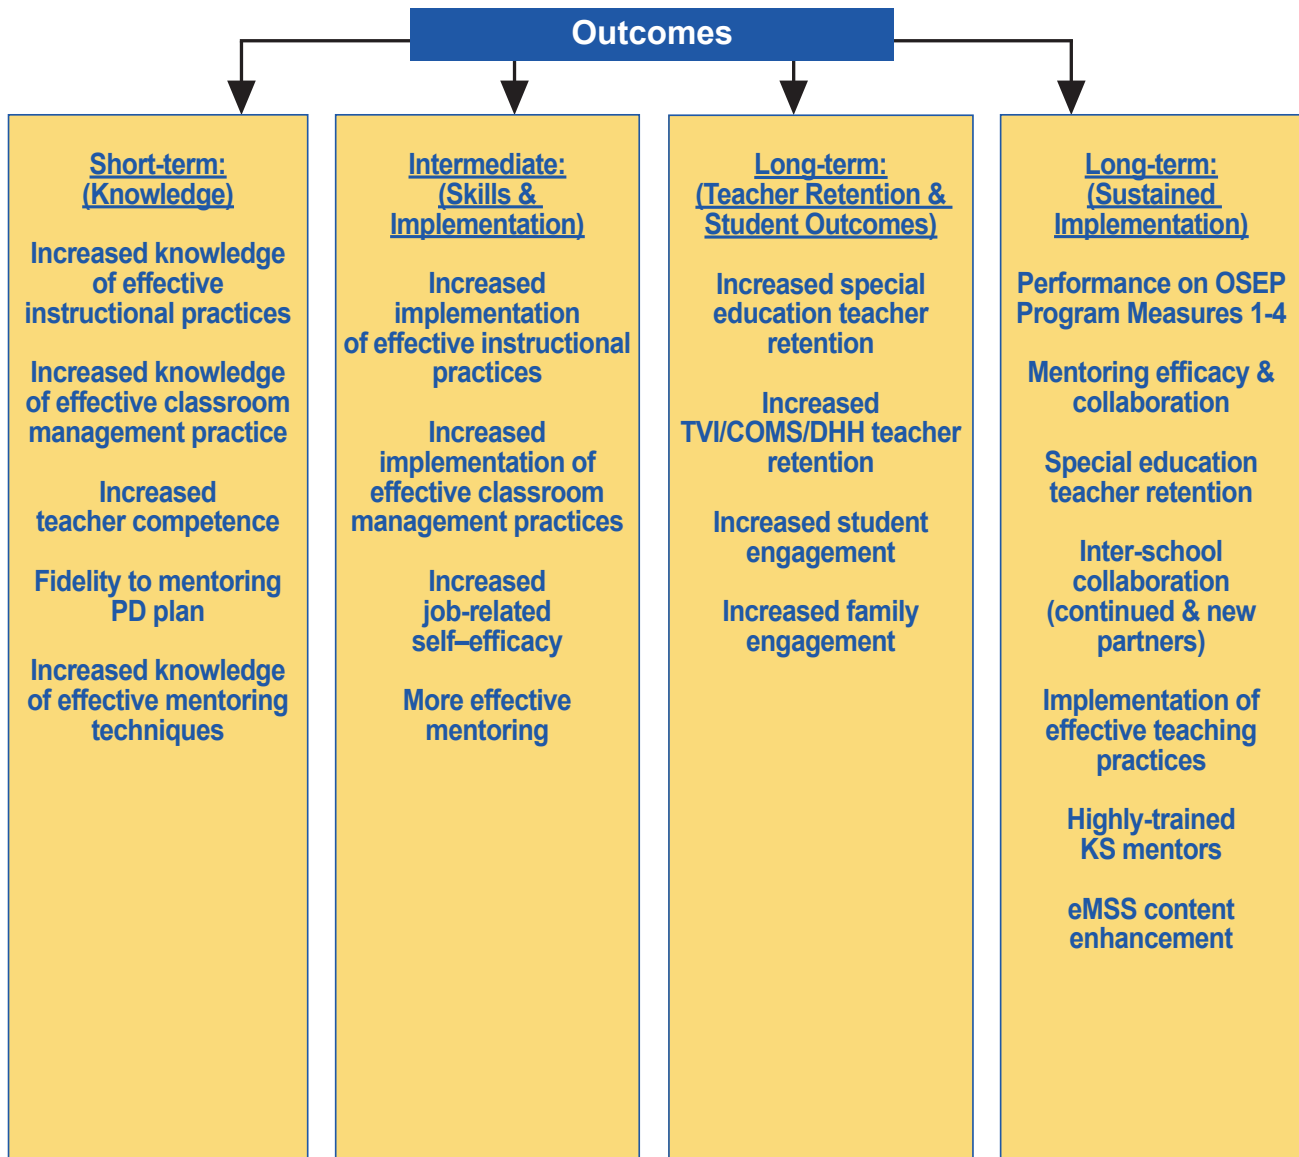 Outcomes
Short-term:
(Knowledge)
Increased knowledge
of effective
instructional practices
Increased knowledge
of effective classroom
management practice
Increased
teacher competence
Fidelity to mentoring
PD plan
Increased knowledge
of effective mentoring
techniques
Intermediate:
(Skills &
Implementation)
Increased
implementation
of effective instructional
practices
Increased
implementation of
effective classroom
management practices
Increased
job-related
self–efficacy
More effective
mentoring
Long-term:
(Teacher Retention &
Student Outcomes)
Increased special
education teacher
retention
Increased
TVI/COMS/DHH teacher
retention
Increased student
engagement
Increased family
engagement
Long-term:
(Sustained
Implementation)
Performance on OSEP
Program Measures 1-4
Mentoring efficacy &
collaboration
Special education
teacher retention
Inter-school
collaboration
(continued & new
partners)
Implementation of
effective teaching
practices
Highly-trained
KS mentors
eMSS content
enhancement